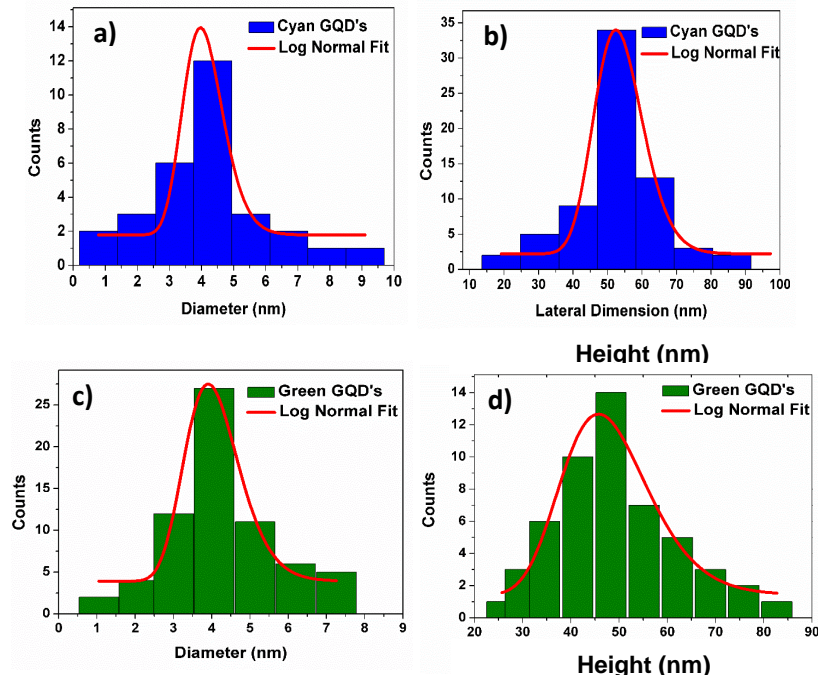 a)
Cyan GQD's
Log Normal Fit
14
12
10
8
6
4
2
0
Counts
0 1 2 3 4 5 6 7 8 9 10
Diameter (nm)
b)
Cyan GQD's
Log Normal Fit
35
30
25
20
15
10
5
0
Counts
10 20 30 40 50 60 70 80 90 100
Lateral Dimension (nm)
Height (nm)
c)
Green GQD's
Log Normal Fit
25
20
15
10
5
0
Counts
0 1 2 3 4 5 6 7 8 9
Diameter (nm)
d)
Green GQD's
Log Normal Fit
14
12
10
8
6
4
2
0
Counts
20 30 40 50 60 70 80 90
Height (nm)